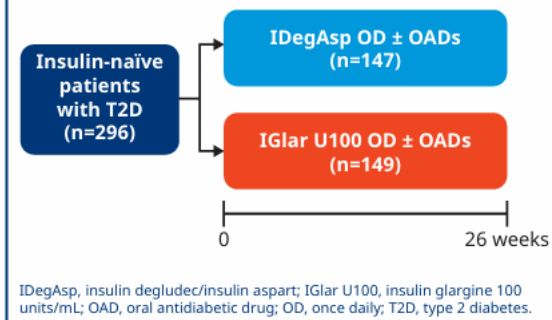 Insulin-naïve
patients
with T2D
(n=296)
IDegAsp OD ± OADs
(n=147)
IGlar U100 OD ± OADs
(n=149)
0
26 weeks
IDegAsp, insulin degludec/insulin aspart; IGlar U100, insulin glargine 100
units/mL; OAD, oral antidiabetic drug; OD, once daily; T2D, type 2 diabetes.